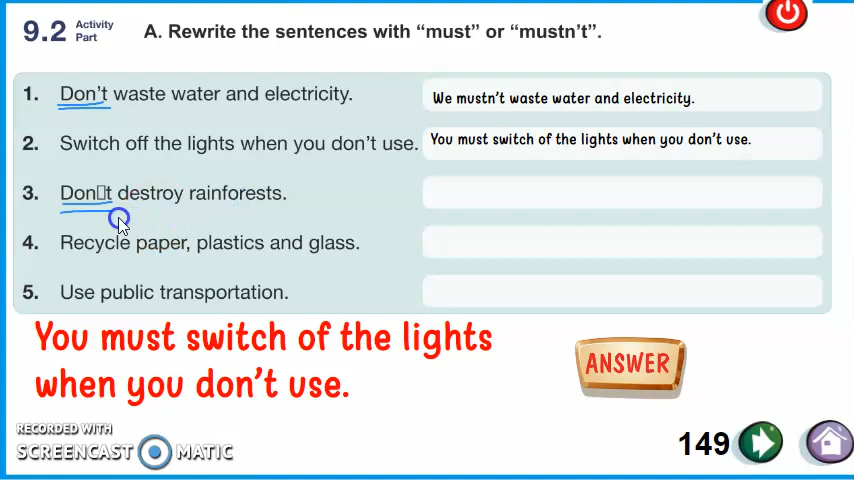 9.2 Activity Part
A. Rewrite the sentences with “must” or “mustn’t”.
1. Don’t waste water and electricity.
We mustn’t waste water and electricity.
2. Switch off the lights when you don’t use.
You must switch of the lights when you don’t use.
3. Don□t destroy rainforests.
4. Recycle paper, plastics and glass.
5. Use public transportation.
You must switch of the lights
when you don’t use.
ANSWER
RECORDED WITH
SCREENCAST MATIC
149